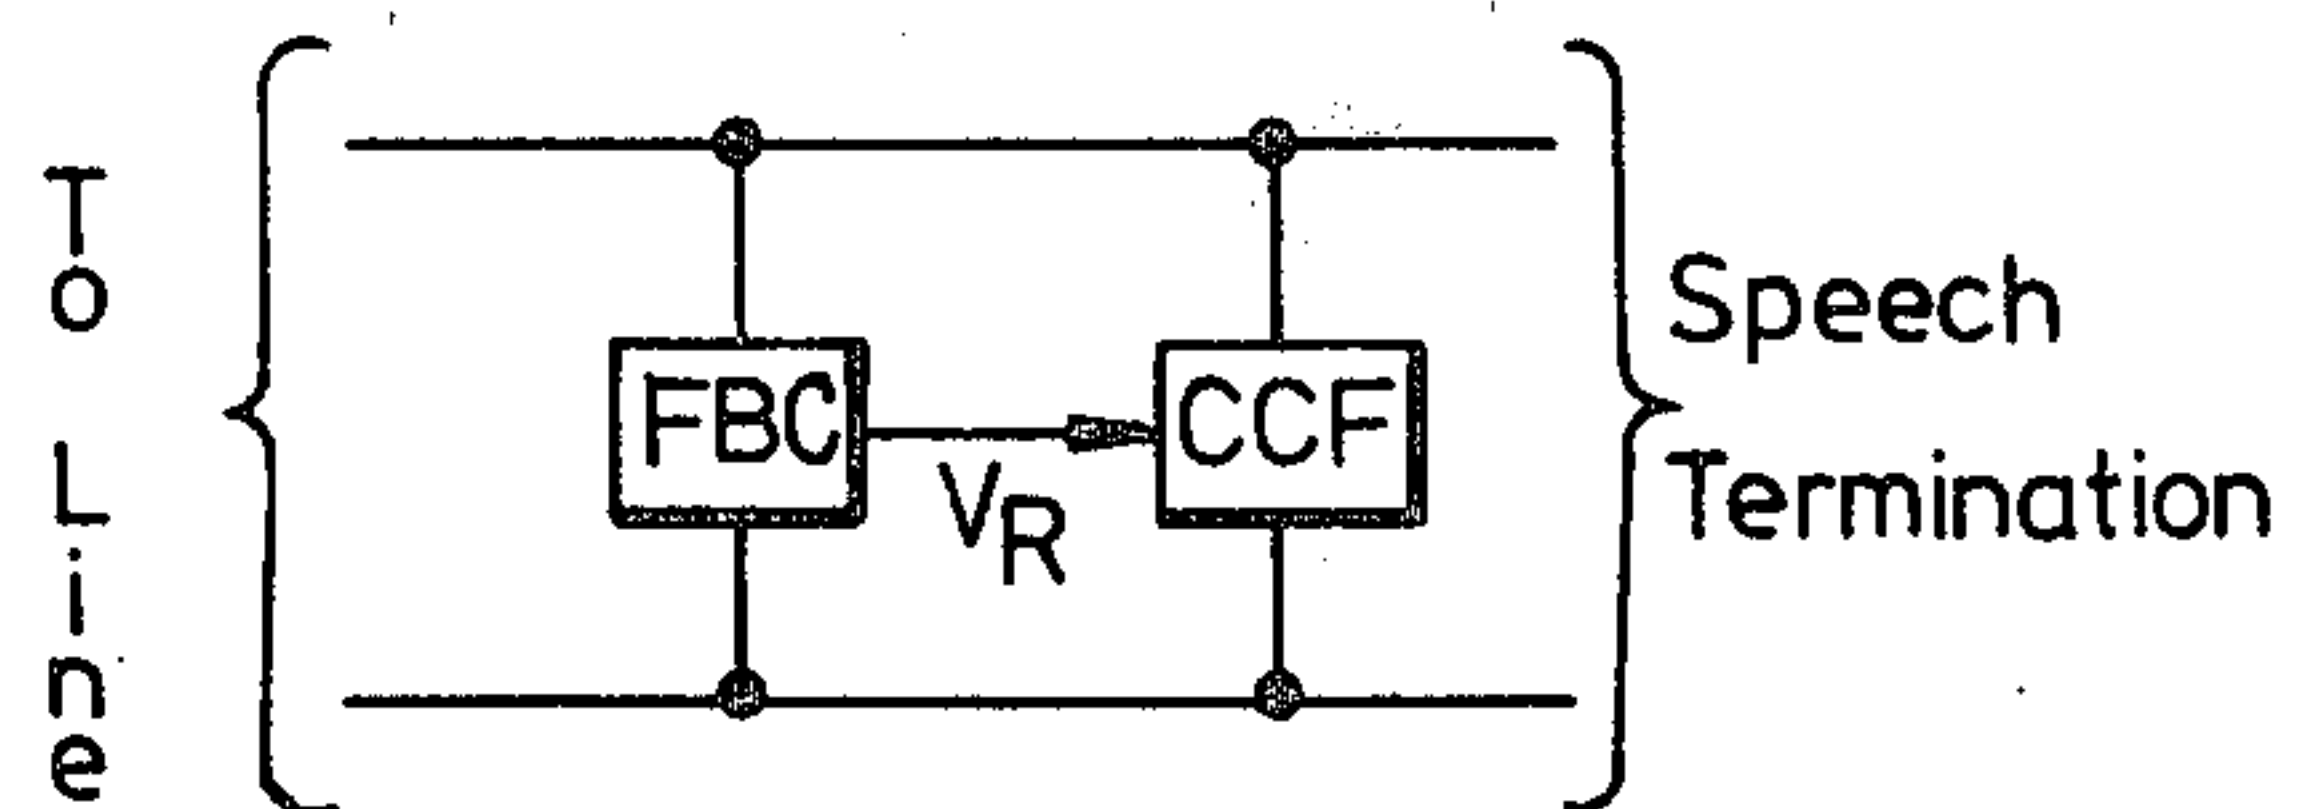 To Line
FBC
V_R
CCF
Speech
Termination